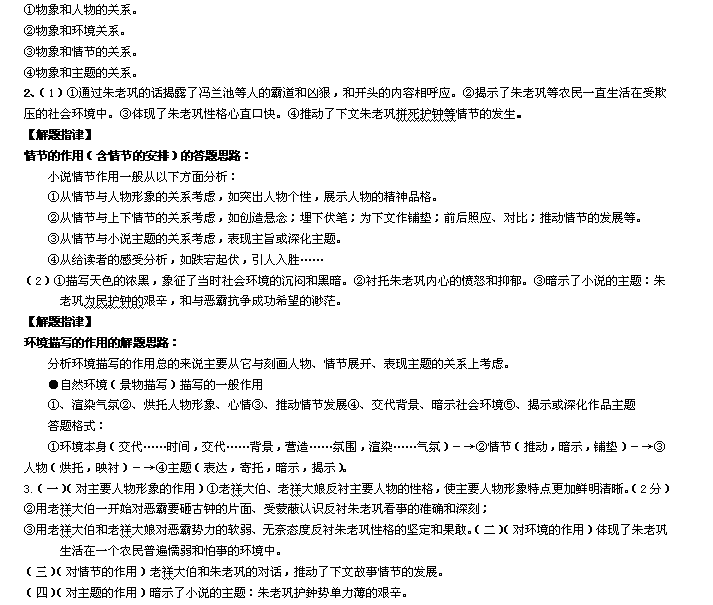 ①物象和人物的关系。
②物象和环境关系。
③物象和情节的关系。
④物象和主题的关系。
2、（1）①通过朱老巩的话揭露了冯兰池等人的霸道和凶狠，和开头的内容相呼应。②揭示了朱老巩等农民一直生活在受欺
压的社会环境中。③体现了朱老巩性格心直口快。④推动了下文朱老巩拼死护钟等情节的发生。
【解题指津】
情节的作用（含情节的安排）的答题思路：
小说情节作用一般从以下方面分析：
①从情节与人物形象的关系考虑，如突出人物个性，展示人物的精神品格。
②从情节与上下情节的关系考虑，如创造悬念；埋下伏笔；为下文作铺垫；前后照应、对比；推动情节的发展等。
③从情节与小说主题的关系考虑，表现主旨或深化主题。
④从给读者的感受分析，如跌宕起伏，引人入胜……
（2）①描写天色的浓黑，象征了当时社会环境的沉闷和黑暗。②衬托朱老巩内心的愤怒和抑郁。③暗示了小说的主题：朱
老巩为民护钟的艰辛，和与恶霸抗争成功希望的渺茫。
【解题指津】
环境描写的作用的解题思路：
分析环境描写的作用总的来说主要从它与刻画人物、情节展开、表现主题的关系上考虑。
●自然环境（景物描写）描写的一般作用
①、渲染气氛②、烘托人物形象、心情③、推动情节发展④、交代背景、暗示社会环境⑤、揭示或深化作品主题
答题格式：
①环境本身（交代……时间，交代……背景，营造……氛围，渲染……气氛）－→②情节（推动，暗示，铺垫）－→③
人物（烘托，映衬）－→④主题（表达，寄托，暗示，揭示）。
3.（一）（对主要人物形象的作用）①老祥大伯、老祥大娘反衬主要人物的性格，使主要人物形象特点更加鲜明清晰。（2分）
②用老祥大伯一开始对恶霸要砸古钟的片面、受蒙蔽认识反衬朱老巩看事的准确和深刻；
③用老祥大伯和老祥大娘对恶霸势力的软弱、无奈态度反衬朱老巩性格的坚定和果敢。（二）（对环境的作用）体现了朱老巩
生活在一个农民普遍懦弱和怕事的环境中。
（三）（对情节的作用）老祥大伯和朱老巩的对话，推动了下文故事情节的发展。
（四）（对主题的作用）暗示了小说的主题：朱老巩护钟势单力薄的艰辛。